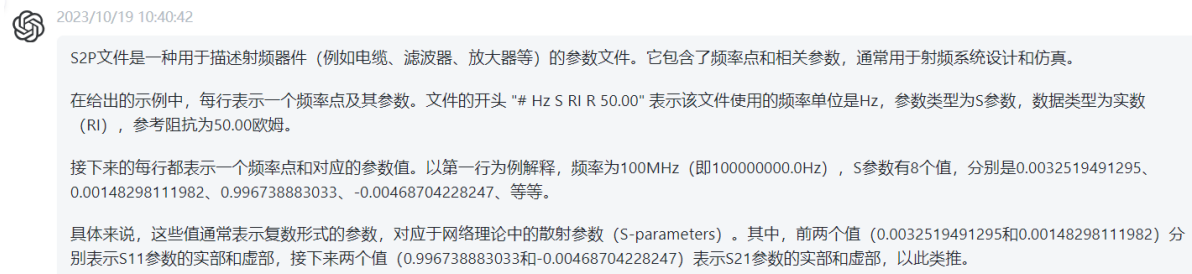 2023/10/19 10:40:42
S2P文件是一种用于描述射频器件（例如电缆、滤波器、放大器等）的参数文件。它包含了频率点和相关参数，通常用于射频系统设计和仿真。
在给出的示例中，每行表示一个频率点及其参数。文件的开头 "# Hz S RI R 50.00" 表示该文件使用的频率单位是Hz，参数类型为S参数，数据类型为实数
（RI），参考阻抗为50.00欧姆。
接下来的每行都表示一个频率点和对应的参数值。以第一行为例解释，频率为100MHz（即100000000.0Hz），S参数有8个值，分别是0.0032519491295、
0.00148298111982、0.996738883033、-0.00468704228247、等等。
具体来说，这些值通常表示复数形式的参数，对应于网络理论中的散射参数（S-parameters）。其中，前两个值（0.0032519491295和0.00148298111982）分
别表示S11参数的实部和虚部，接下来两个值（0.996738883033和-0.00468704228247）表示S21参数的实部和虚部，以此类推。